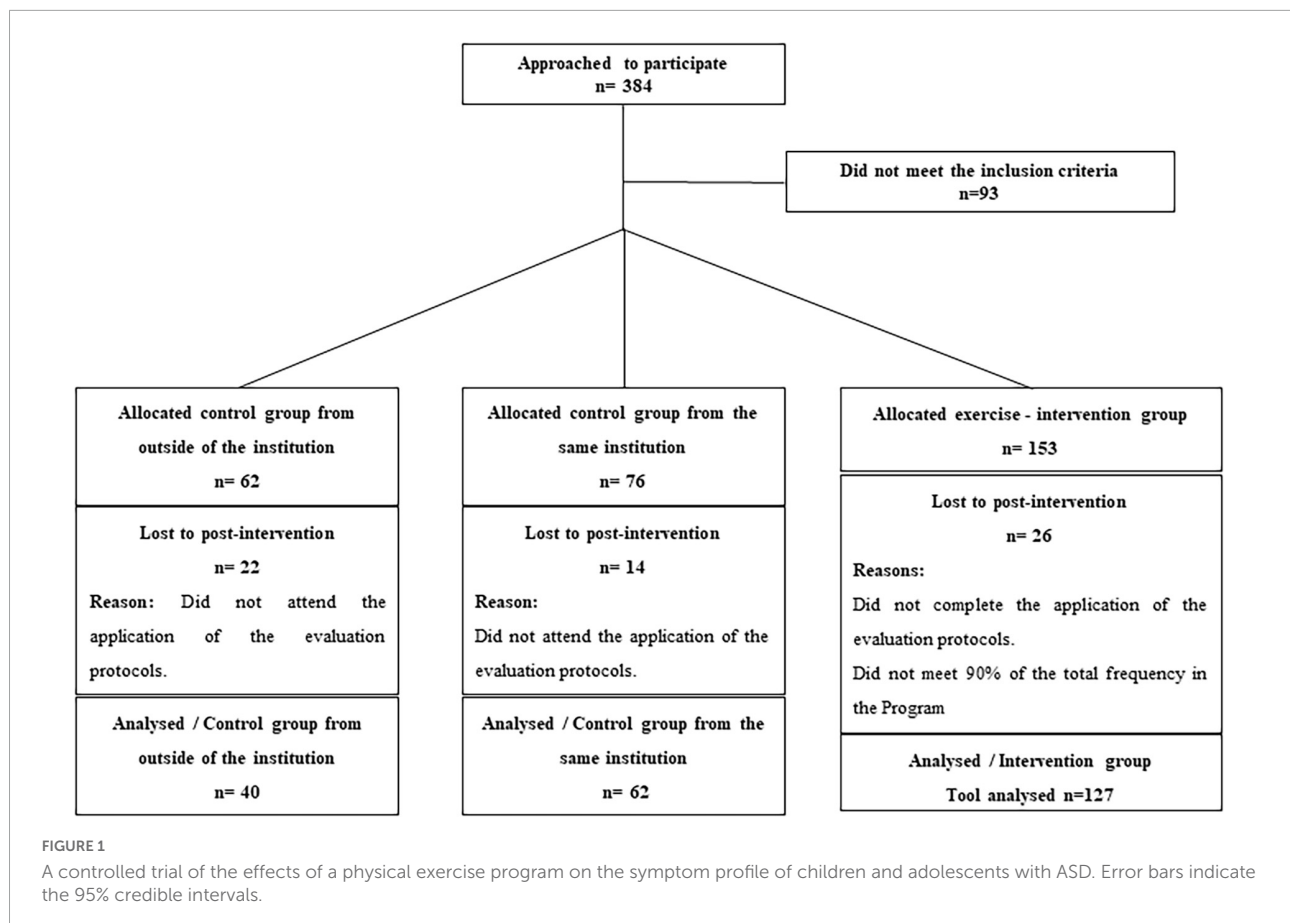 Approached to participate
n= 384
Did not meet the inclusion criteria
n=93
Allocated control group from
outside of the institution
n= 62
Lost to post-intervention
n= 22
Reason: Did not attend the
application of the evaluation
protocols.
Analysed / Control group from
outside of the institution
n= 40
Allocated control group from the
same institution
n= 76
Lost to post-intervention
n= 14
Reason:
Did not attend the application of the
evaluation protocols.
Analysed / Control group from the
same institution
n= 62
Allocated exercise - intervention group
n= 153
Lost to post-intervention
n= 26
Reasons:
Did not complete the application of the
evaluation protocols.
Did not meet 90% of the total frequency in
the Program
Analysed / Intervention group
Tool analysed n=127
FIGURE 1
A controlled trial of the effects of a physical exercise program on the symptom profile of children and adolescents with ASD. Error bars indicate
the 95% credible intervals.